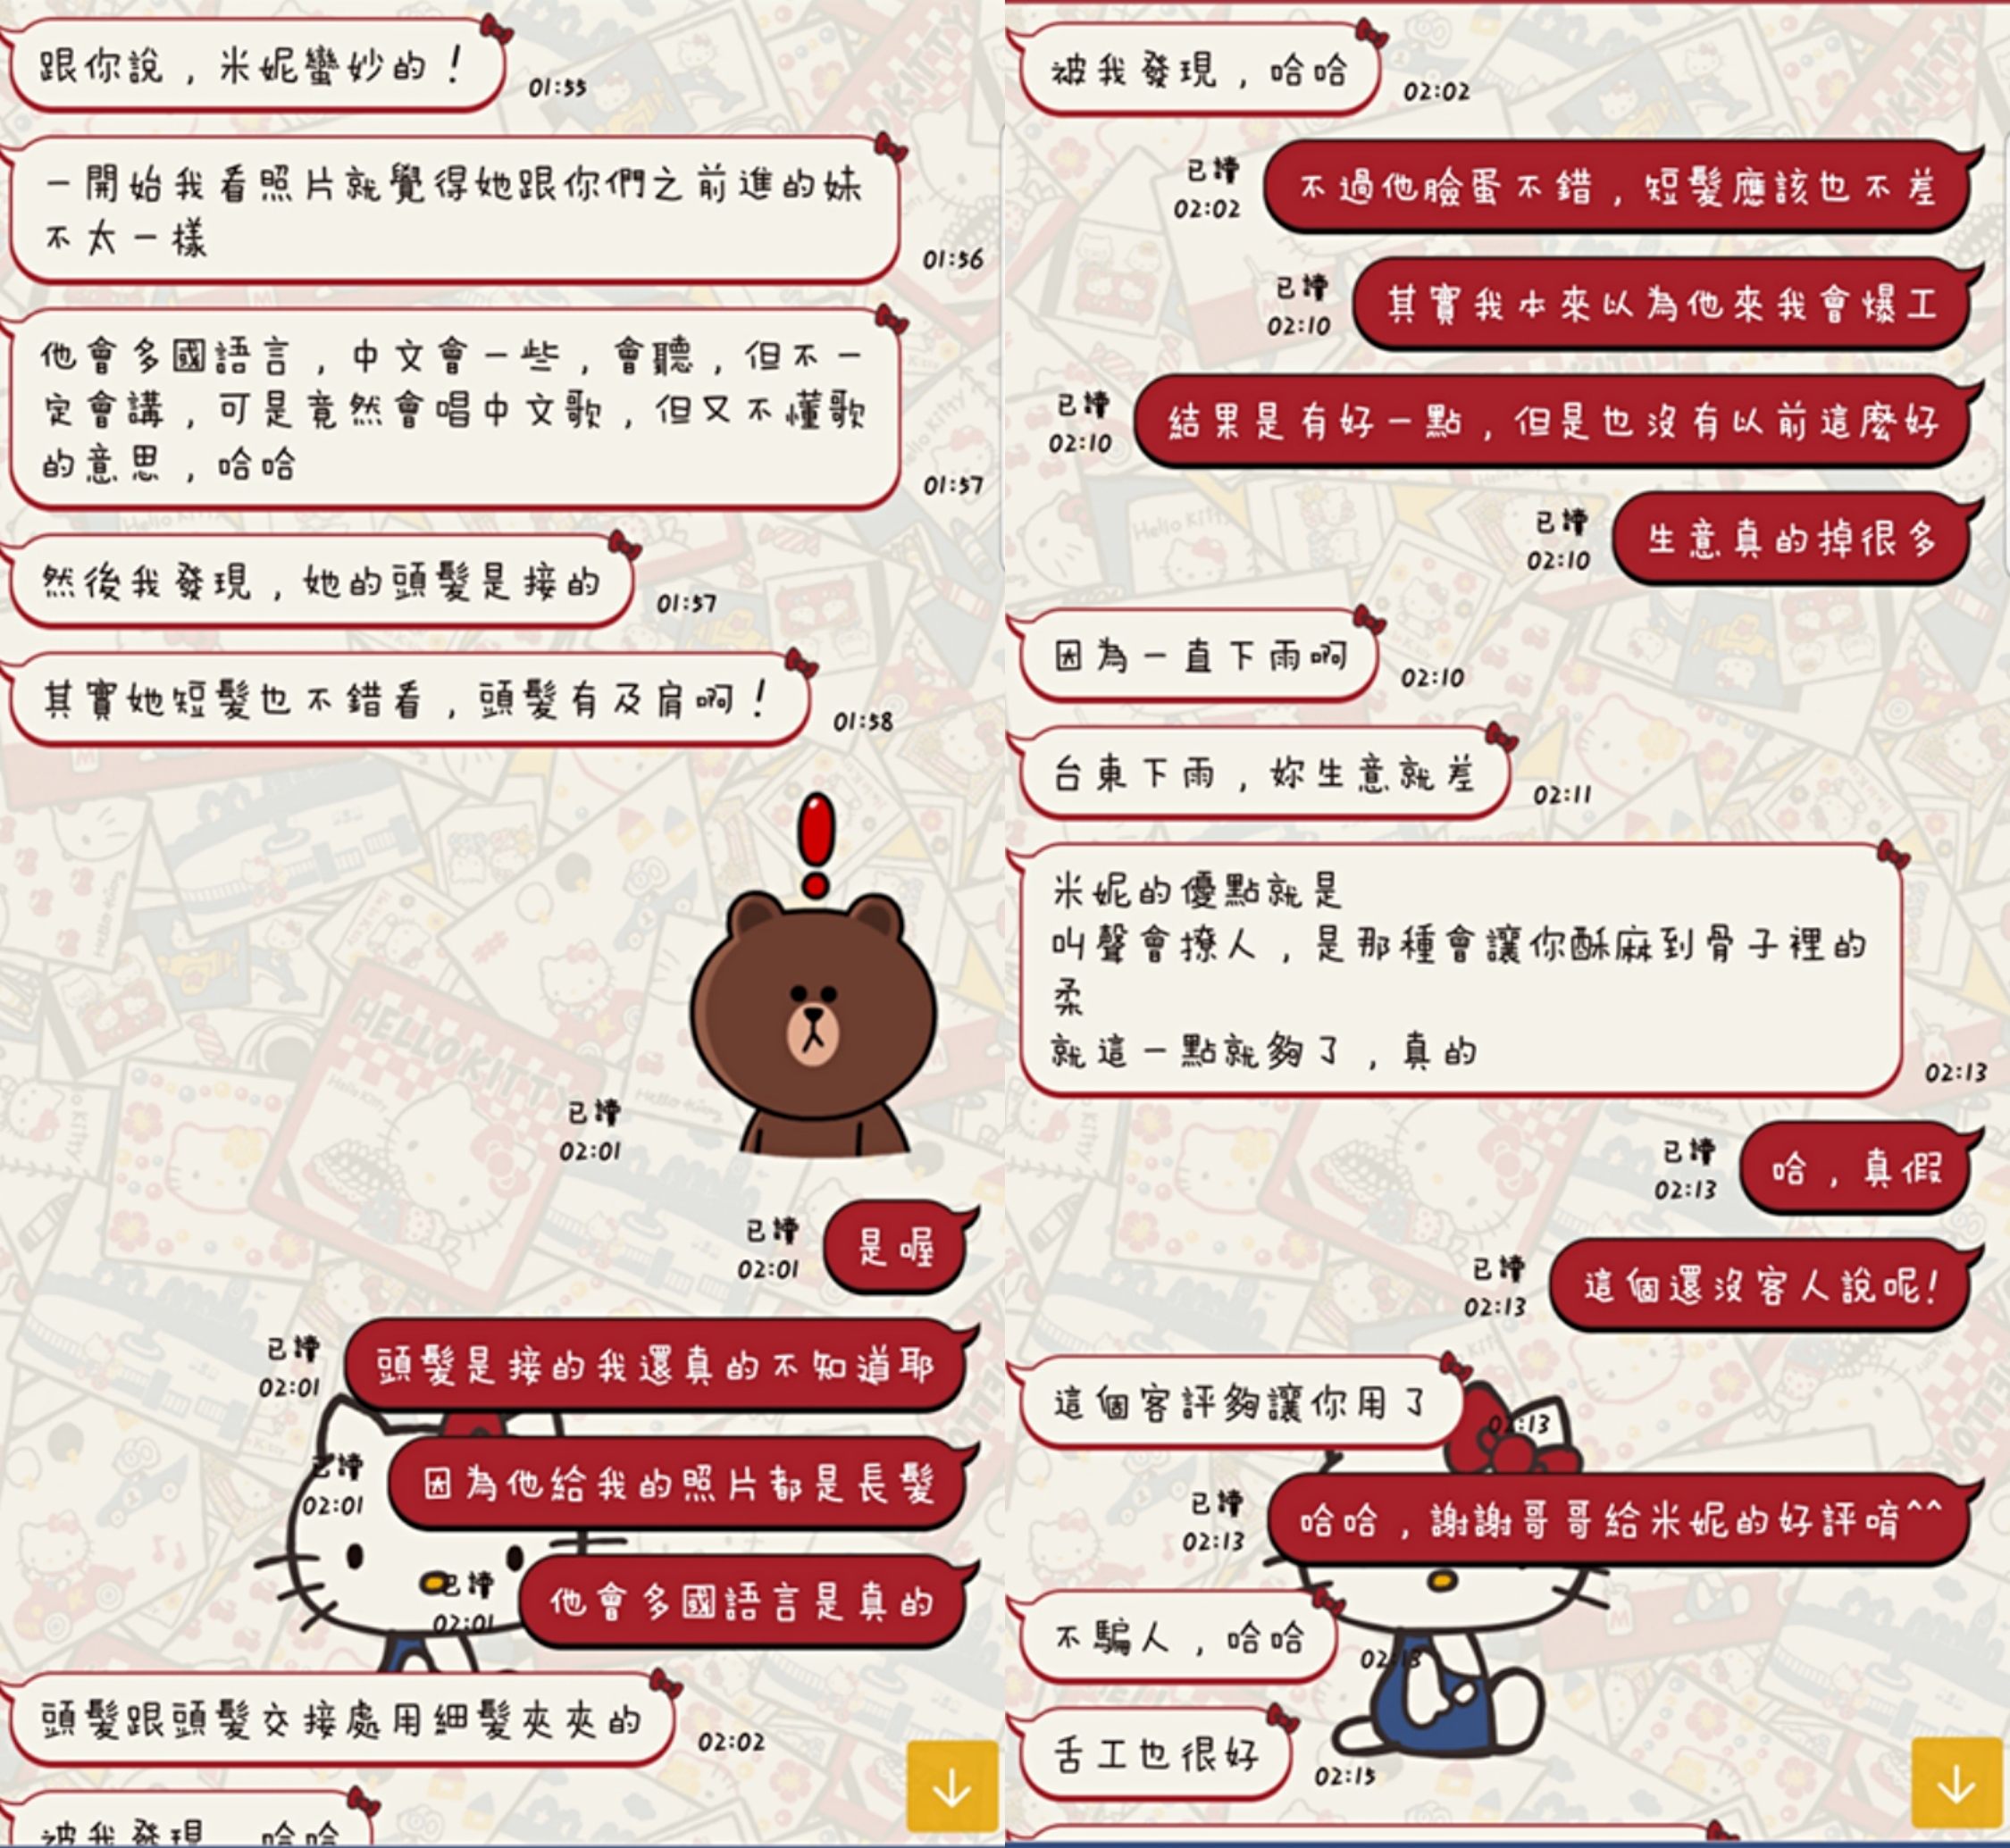 跟你說，米妮蠻妙的！
01:55
一開始我看照片就覺得她跟你們之前進的妹
不太一樣
01:56
他會多國語言，中文會一些，會聽，但不一
定會講，可是竟然會唱中文歌，但又不懂歌
的意思，哈哈
01:57
然後我發現，她的頭髮是接的
01:57
其實她短髮也不錯看，頭髮有及肩啊！
01:58
HELLO KITTY
已讀
02:01
是喔
已讀
02:01
頭髮是接的我還真的不知道耶
已讀
02:01
因為他給我的照片都是長髮
已讀
02:01
他會多國語言是真的
已讀
02:01
頭髮跟頭髮交接處用細髮夾夾的
02:02
被我發現，哈哈
被我發現，哈哈
02:02
不過他臉蛋不錯，短髮應該也不差
已讀
02:02
其實我本來以為他來我會爆工
已讀
02:10
結果是有好一點，但是也沒有以前這麼好
已讀
02:10
生意真的掉很多
已讀
02:10
因為一直下雨啊
02:10
台東下雨，妳生意就差
02:11
米妮的優點就是
叫聲會撩人，是那種會讓你酥麻到骨子裡的
柔
就這一點就夠了，真的
02:13
哈，真假
已讀
02:13
這個還沒客人說呢!
已讀
02:13
這個客評夠讓你用了
02:13
哈哈，謝謝哥哥給米妮的好評唷^^
已讀
02:13
不騙人，哈哈
02:13
舌工也很好
02:15